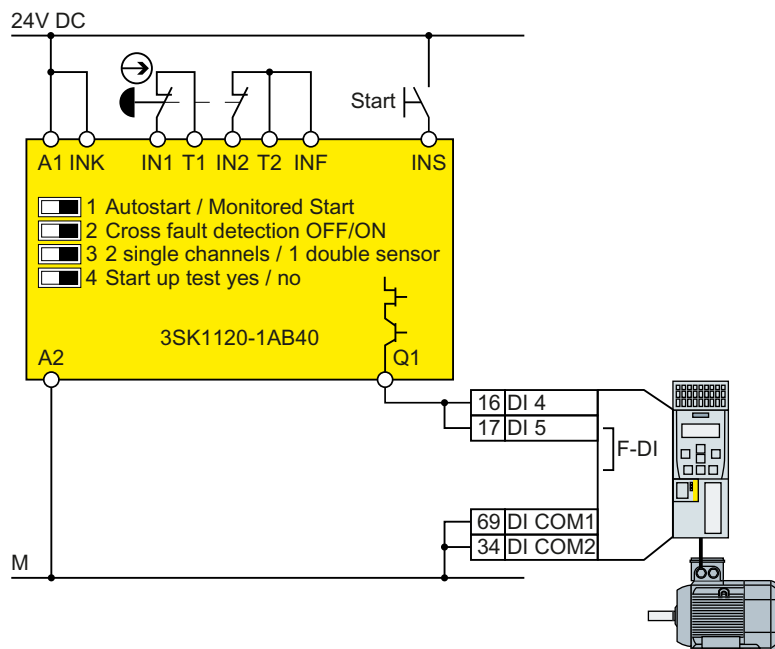 24V DC
Start
A1 INK IN1 T1 IN2 T2 INF INS
1 Autostart / Monitored Start
2 Cross fault detection OFF/ON
3 2 single channels / 1 double sensor
4 Start up test yes / no
3SK1120-1AB40
A2 Q1
16 DI 4
17 DI 5
F-DI
69 DI COM1
34 DI COM2
M